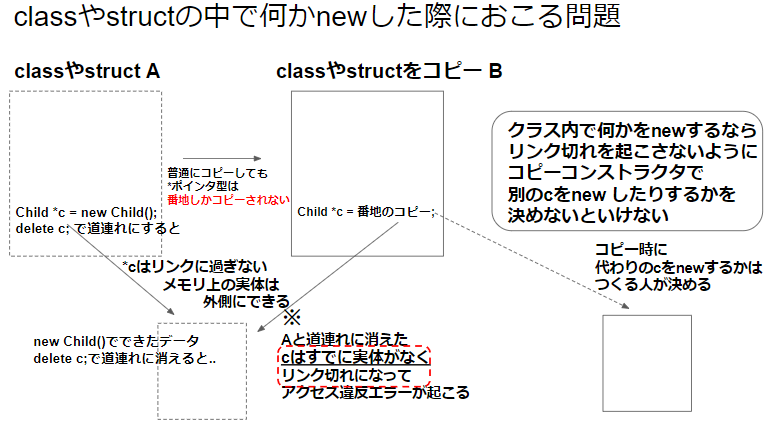 classやstructの中で何かnewした際におこる問題
classやstruct A
classやstructをコピー B
普通にコピーしても
*ポインタ型は
番地しかコピーされない
Child *c = new Child();
delete c; で道連れにすると
Child *c = 番地のコピー;
クラス内で何かをnewするなら
リンク切れを起こさないように
コピーコンストラクタで
別のcをnew したりするかを
決めないといけない
*cはリンクに過ぎない
メモリ上の実体は
外側にできる
コピー時に
代わりのcをnewするかは
つくる人が決める
new Child()でできたデータ
delete c;で道連れに消えると..
※
Aと道連れに消えた
cはすでに実体がなく
リンク切れになって
アクセス違反エラーが起こる